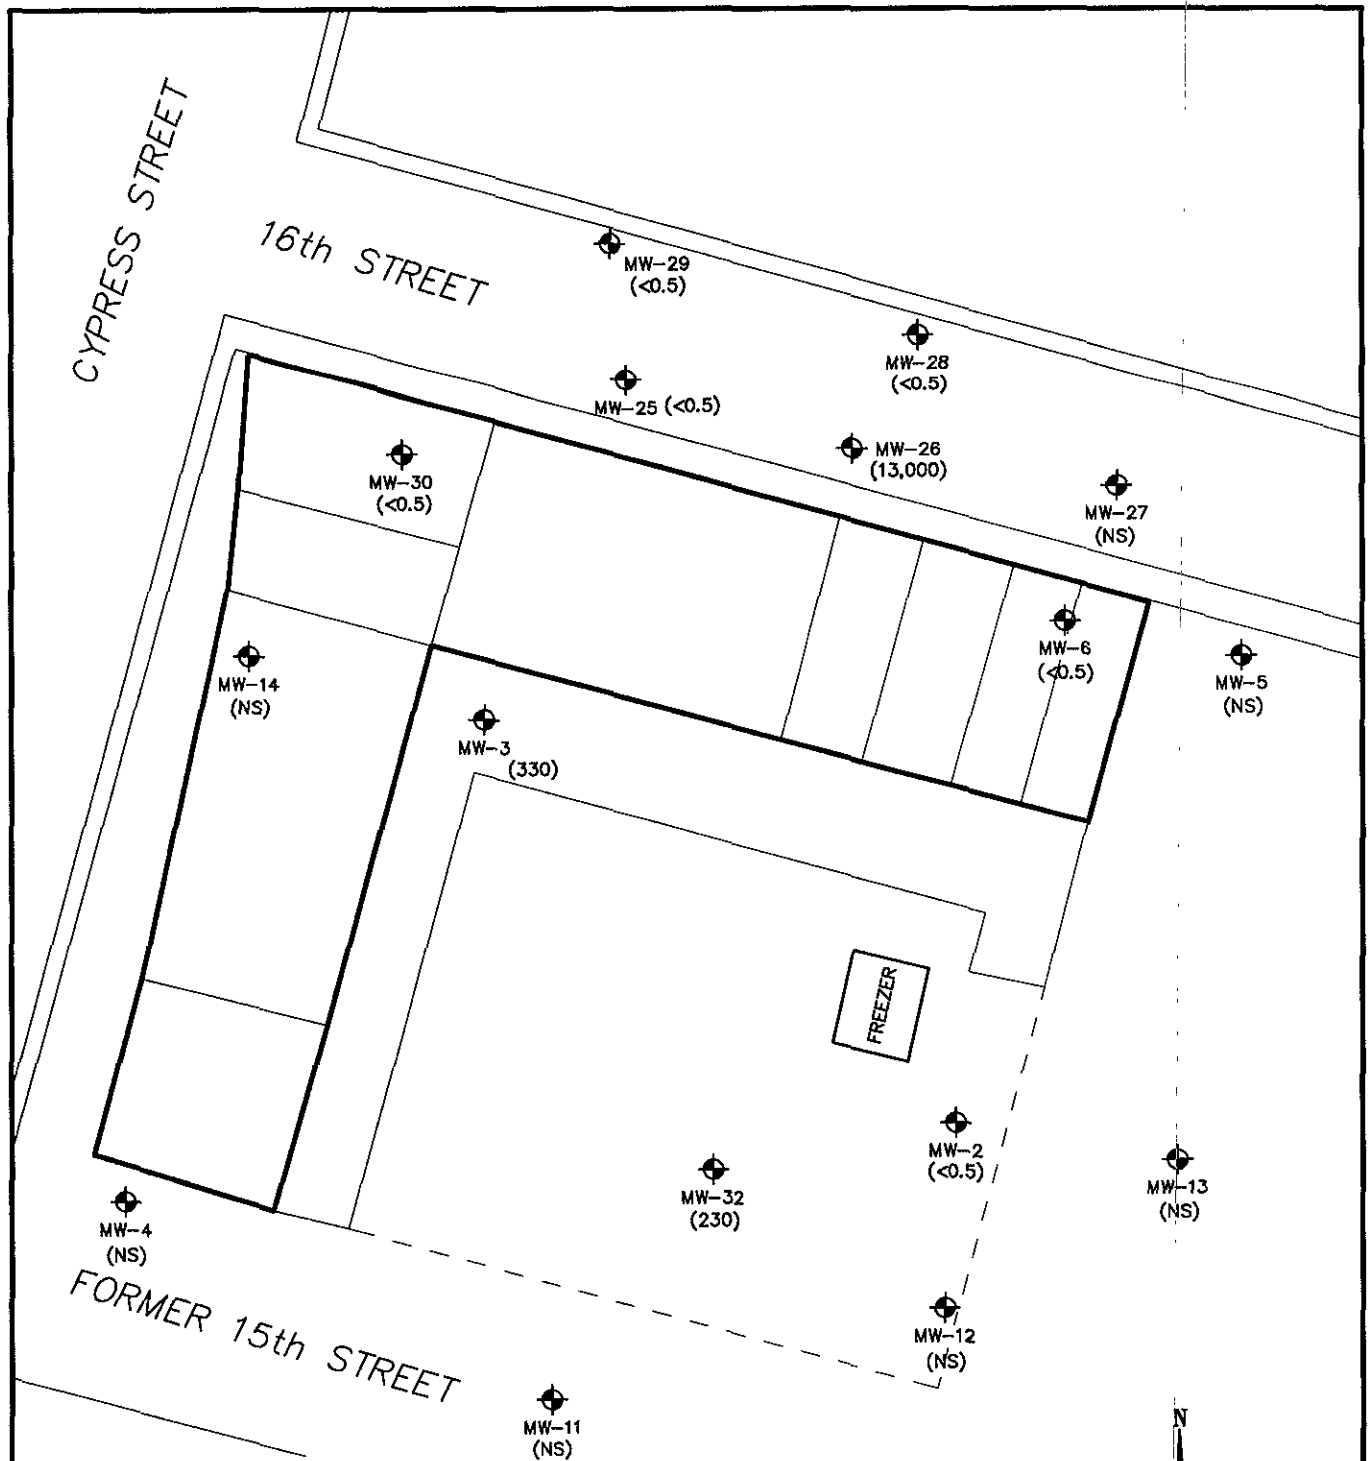 CYPRESS STREET
16th STREET
MW-29
(<0.5)
MW-28
(<0.5)
MW-25 (<0.5)
MW-26
(13,000)
MW-30
(<0.5)
MW-27
(NS)
MW-6
(<0.5)
MW-5
(NS)
MW-14
(NS)
MW-3
(330)
FREEZER
MW-2
(<0.5)
MW-32
(230)
MW-13
(NS)
MW-4
(NS)
FORMER 15th STREET
MW-12
(NS)
MW-11
(NS)
N